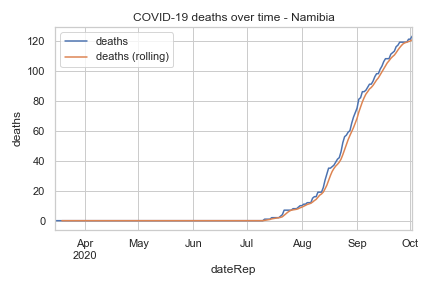 COVID-19 deaths over time - Namibia
deaths
deaths (rolling)
120
100
80
60
40
20
0
deaths
Apr
2020
May
Jun
Jul
Aug
Sep
Oct
dateRep